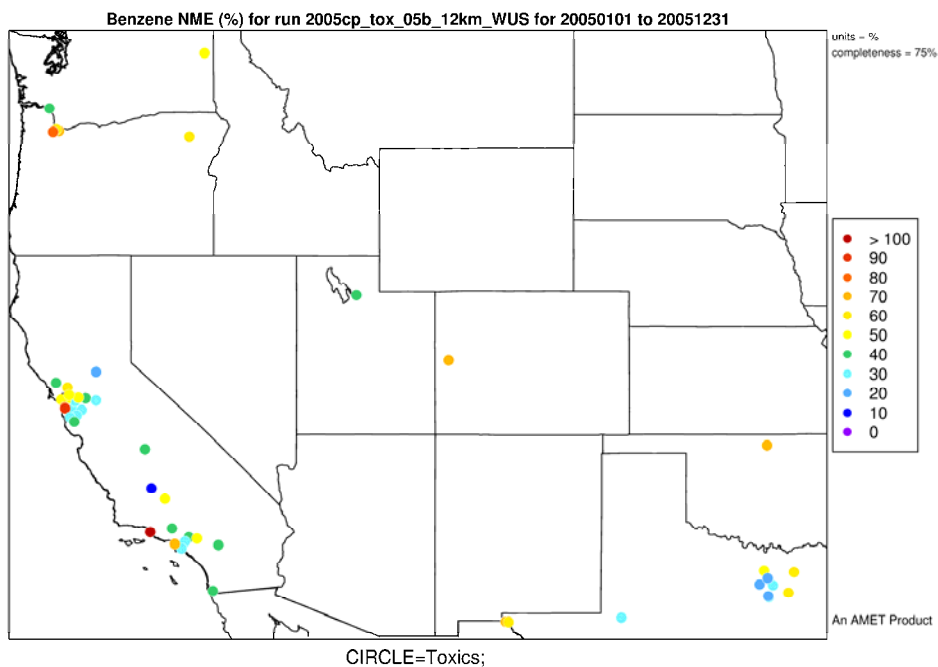 Benzene NME (%) for run 2005cp_tox_05b_12km_WUS for 20050101 to 20051231
units = %
completeness = 75%
> 100
90
80
70
60
50
40
30
20
10
0
An AMET Product
CIRCLE=Toxics;